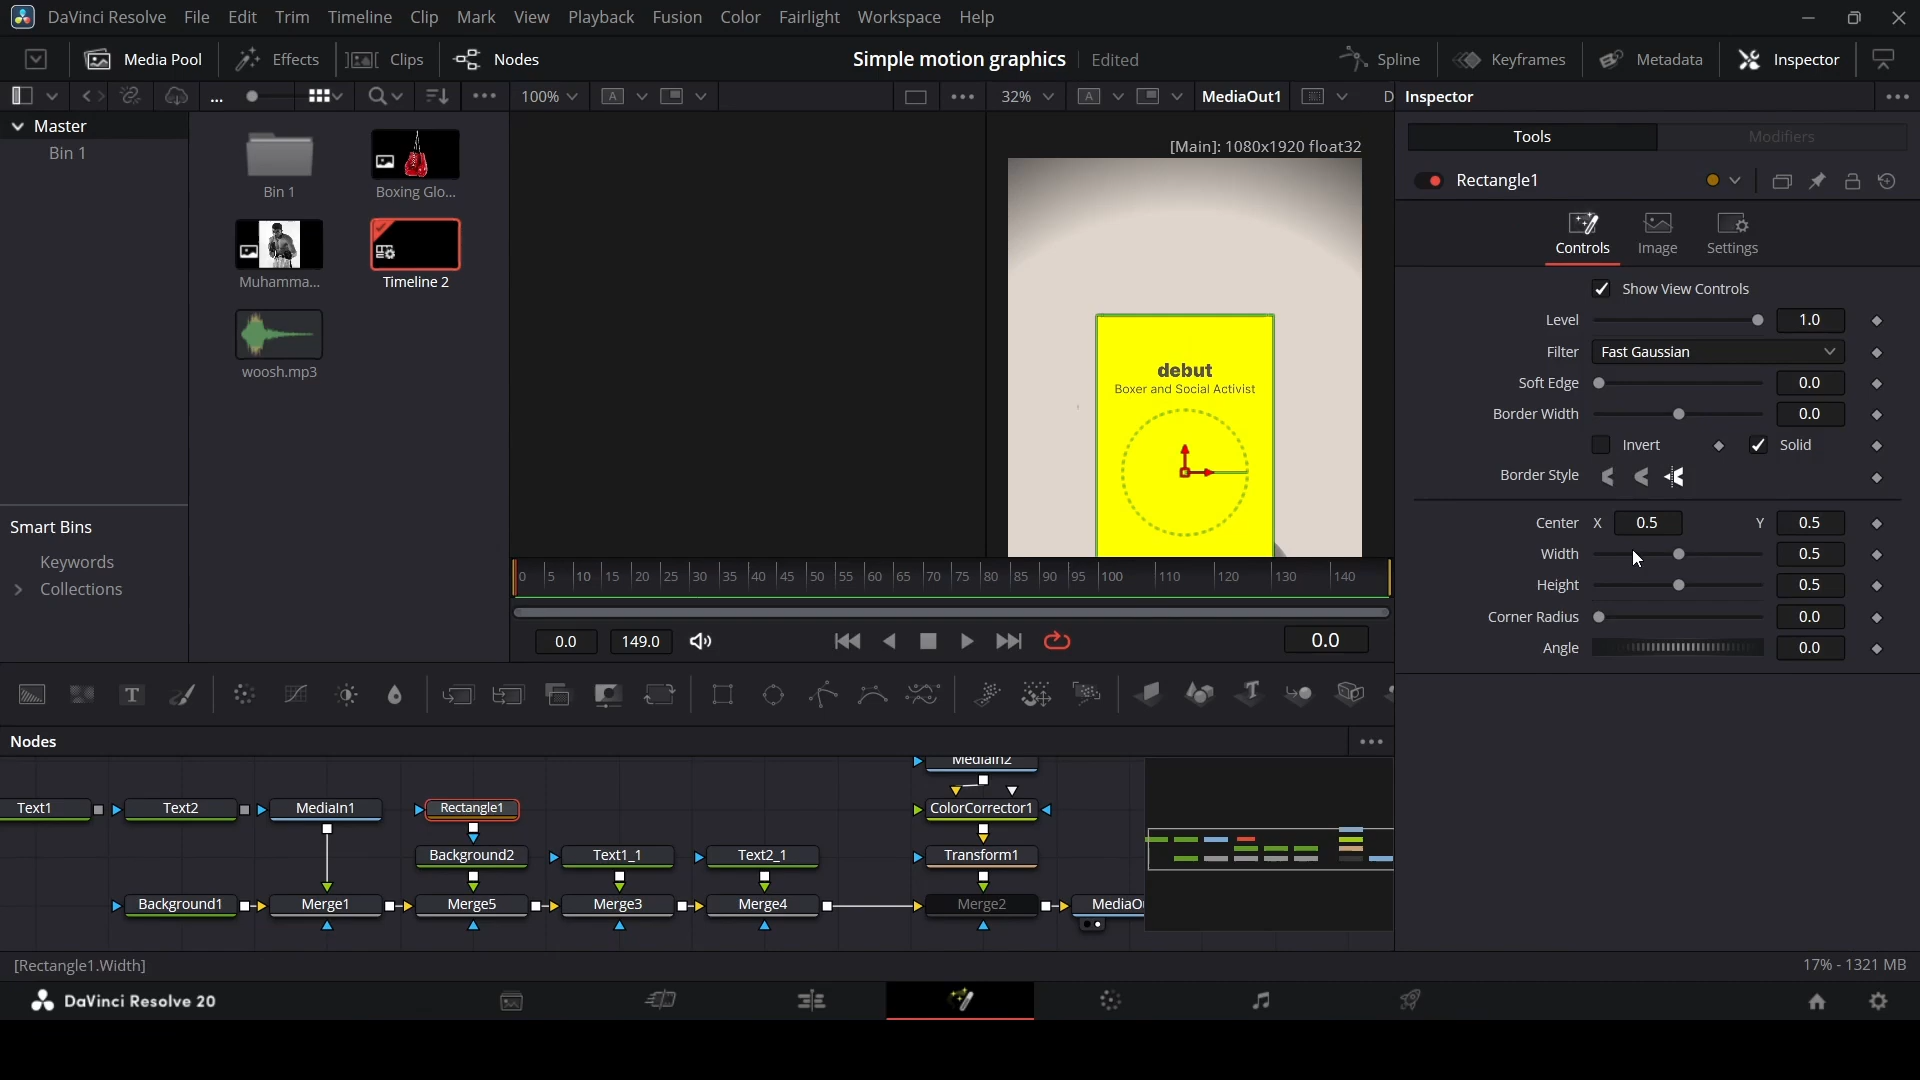 DaVinci Resolve File Edit Trim Timeline Clip Mark View Playback Fusion Color Fairlight Workspace Help
Media Pool Effects Clips Nodes Simple motion graphics Edited Spline Keyframes Metadata Inspector
... 100% A 32% A MediaOut1 D Inspector
Master
Bin 1
Bin 1
Boxing Glo...
Muhamma...
Timeline 2
woosh.mp3
Smart Bins
Keywords
Collections
[Main]: 1080x1920 float32
debut
Boxer and Social Activist
Tools Modifiers
Rectangle1
Controls Image Settings
Show View Controls
Level 1.0
Filter Fast Gaussian
Soft Edge 0.0
Border Width 0.0
Invert Solid
Border Style
Center X 0.5 Y 0.5
Width 0.5
Height 0.5
Corner Radius 0.0
Angle 0.0
0 5 10 15 20 25 30 35 40 45 50 55 60 65 70 75 80 85 90 95 100 110 120 130 140
0.0 149.0 0.0
T T
Nodes
MediaIn2
Text1 Text2 MediaIn1 Rectangle1 ColorCorrector1
Background2 Text1_1 Text2_1 Transform1
Background1 Merge1 Merge5 Merge3 Merge4 Merge2 MediaOu
[Rectangle1.Width] 17% - 1321 MB
DaVinci Resolve 20